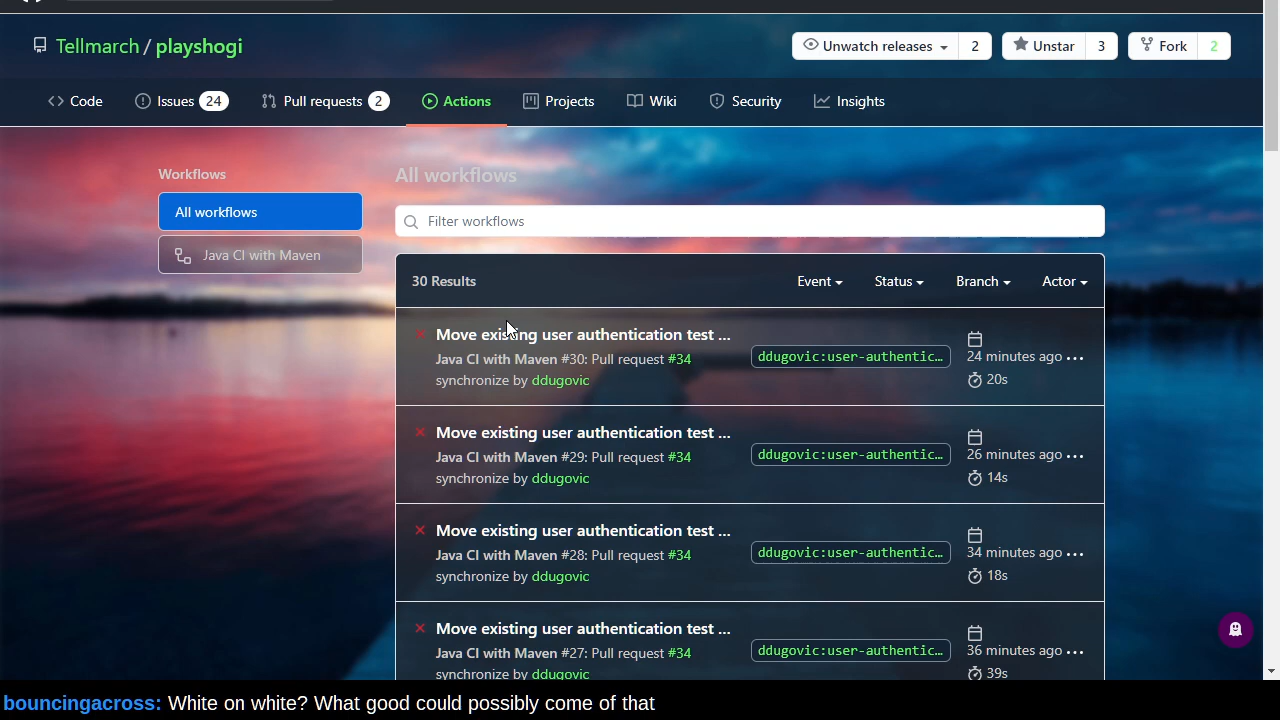 Tellmarch / playshogi
Unwatch releases 2
Unstar 3
Fork 2
Code
Issues 24
Pull requests 2
Actions
Projects
Wiki
Security
Insights
Workflows
All workflows
Java CI with Maven
All workflows
Filter workflows
30 Results
Event
Status
Branch
Actor
Move existing user authentication test ...
Java CI with Maven #30: Pull request #34
synchronize by ddugovic
ddugovic:user-authentic…
24 minutes ago
20s
Move existing user authentication test ...
Java CI with Maven #29: Pull request #34
synchronize by ddugovic
ddugovic:user-authentic…
26 minutes ago
14s
Move existing user authentication test ...
Java CI with Maven #28: Pull request #34
synchronize by ddugovic
ddugovic:user-authentic…
34 minutes ago
18s
Move existing user authentication test ...
Java CI with Maven #27: Pull request #34
synchronize by ddugovic
ddugovic:user-authentic…
36 minutes ago
39s
bouncingacross: White on white? What good could possibly come of that